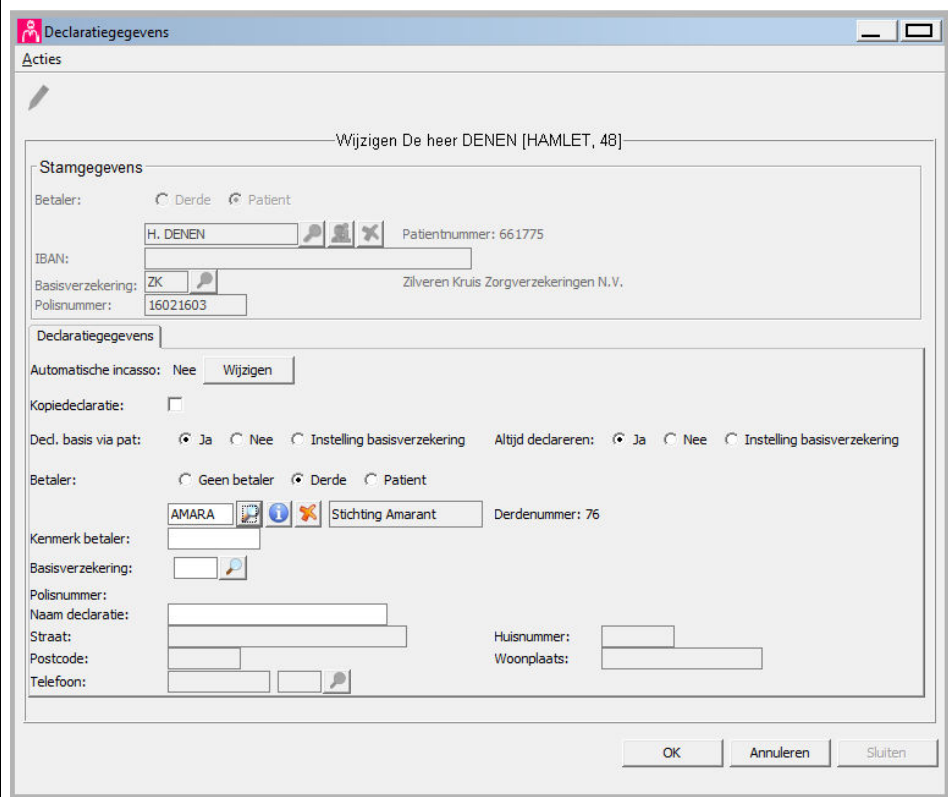 Declaratiegegevens
Acties
Wijzigen De heer DENEN [HAMLET, 48]
Stamgegevens
Betaler: Derde Patient
H. DENEN Patientnummer: 661775
IBAN:
Basisverzekering: ZK Zilveren Kruis Zorgverzekeringen N.V.
Polisnummer: 16021603
Declaratiegegevens
Automatische incasso: Nee Wijzigen
Kopiedeclaratie:
Decl. basis via pat: Ja Nee Instelling basisverzekering Altijd declareren: Ja Nee Instelling basisverzekering
Betaler: Geen betaler Derde Patient
AMARA Stichting Amarant Derdenummer: 76
Kenmerk betaler:
Basisverzekering:
Polisnummer:
Naam declaratie:
Straat: Huisnummer:
Postcode: Woonplaats:
Telefoon:
OK Annuleren Sluiten